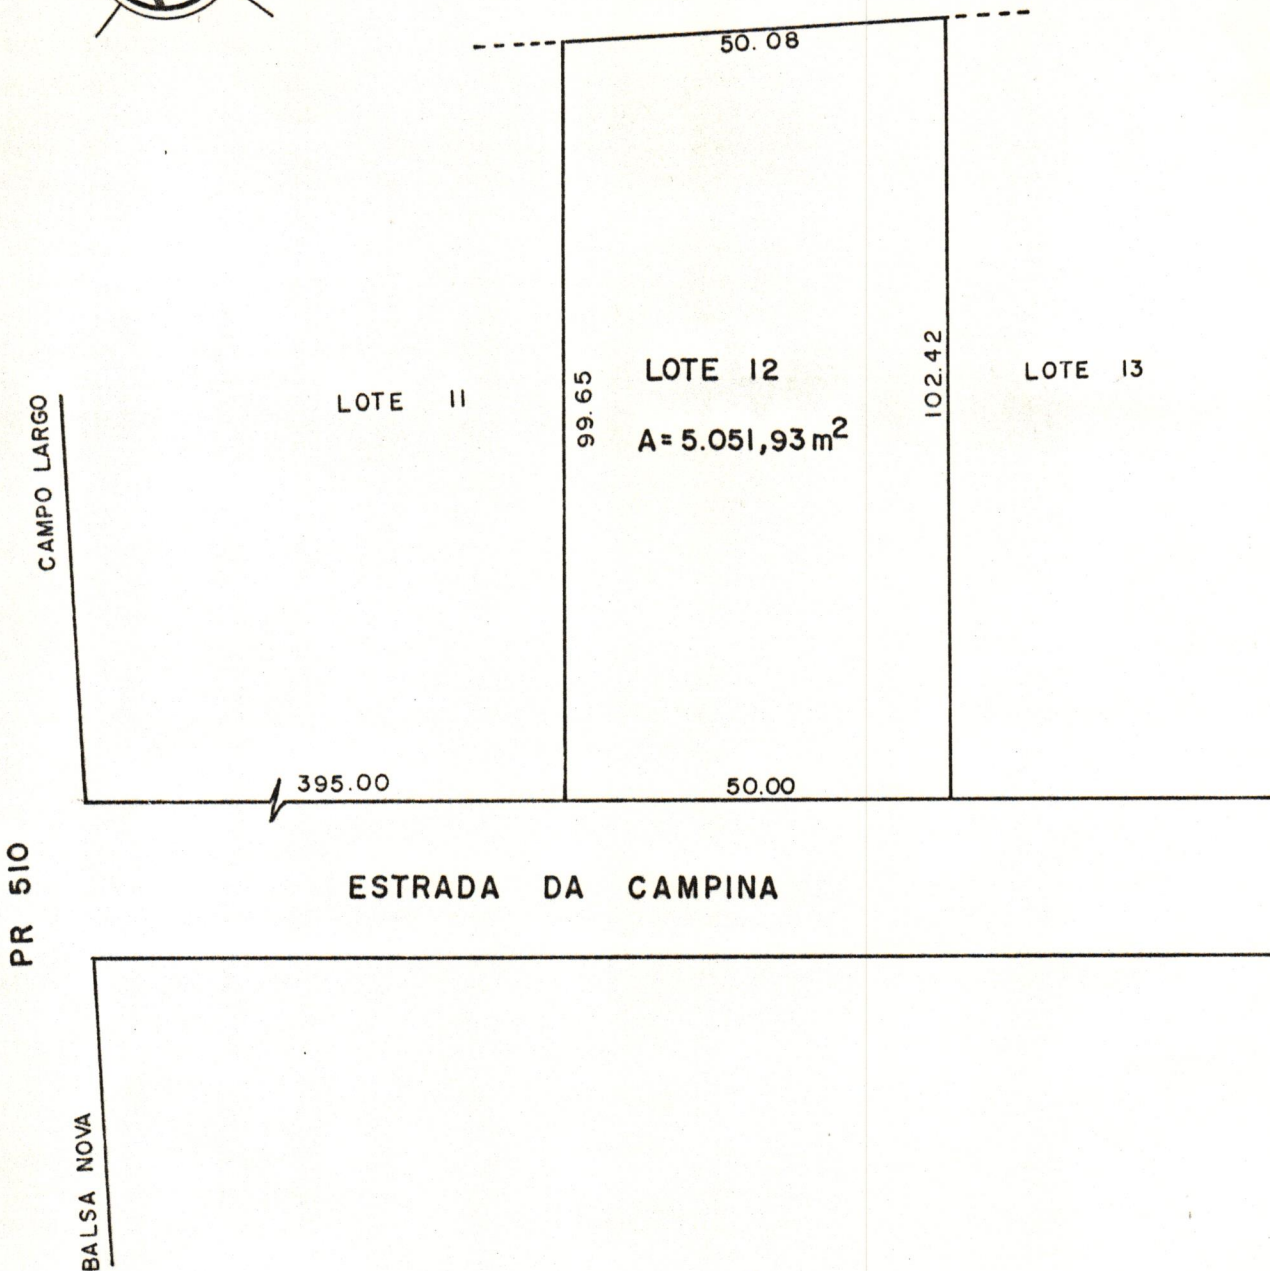 50.08
CAMPO LARGO
LOTE 11
99.65
LOTE 12
A= 5.051,93 m²
102.42
LOTE 13
395.00
50.00
PR 510
ESTRADA DA CAMPINA
BALSA NOVA